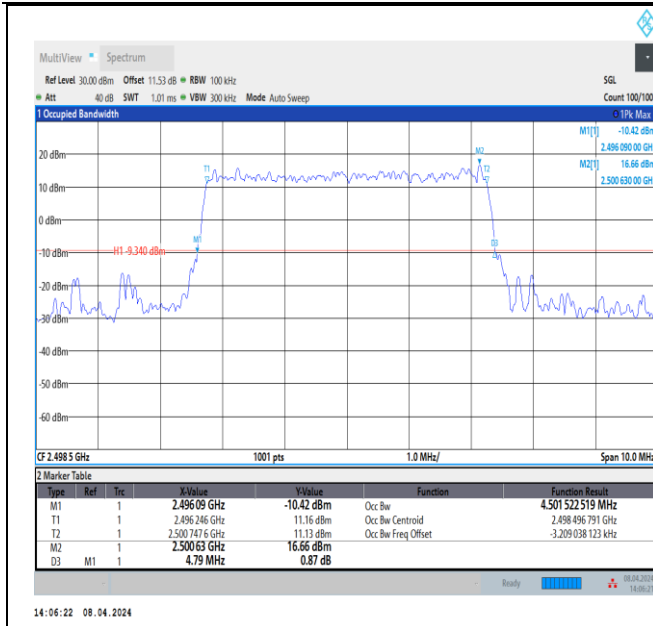 MultiView Spectrum
Ref Level 30.00 dBm Offset 11.53 dB RBW 100 kHz SGL
Att 40 dB SWT 1.01 ms VBW 300 kHz Mode Auto Sweep Count 100/100
1 Occupied Bandwidth 1Pk Max
M1[1] -10.42 dBm
2.496 090 00 GHz
M2[1] 16.66 dBm
2.500 630 00 GHz
M2
20 dBm
T1 T2
10 dBm
0 dBm
M1 D3
H1 -9.340 dBm
-10 dBm
-20 dBm
-30 dBm
-40 dBm
-50 dBm
-60 dBm
CF 2.498 5 GHz 1001 pts 1.0 MHz/ Span 10.0 MHz
2 Marker Table
Type Ref Trc X-Value Y-Value Function Function Result
M1 1 2.496 09 GHz -10.42 dBm Occ Bw 4.501 522 519 MHz
T1 1 2.496 246 GHz 11.16 dBm Occ Bw Centroid 2.498 496 791 GHz
T2 1 2.500 747 6 GHz 11.13 dBm Occ Bw Freq Offset -3.209 038 123 kHz
M2 1 2.500 63 GHz 16.66 dBm
D3 M1 1 4.79 MHz 0.87 dB
Ready 08.04.2024
14:06:21
14:06:22 08.04.2024